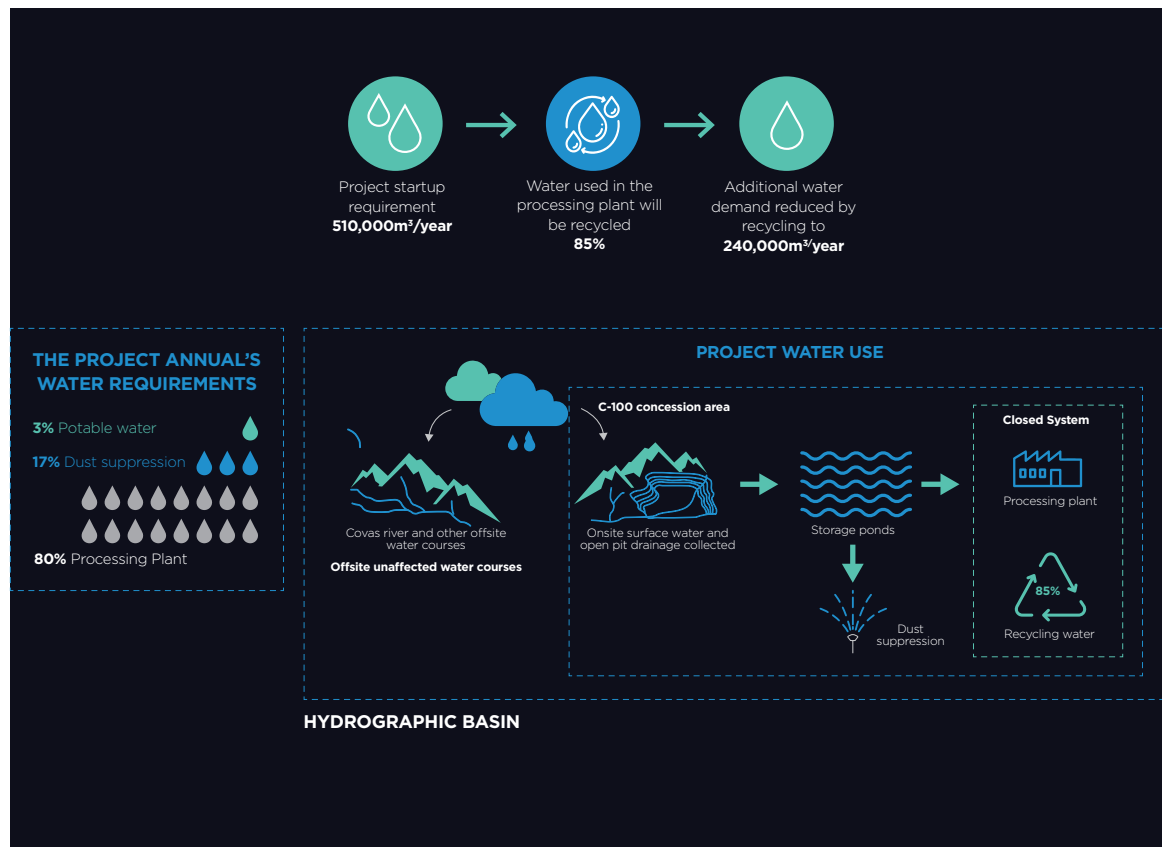 Project startup
requirement
510,000m³/year
Water used in the
processing plant will
be recycled
85%
Additional water
demand reduced by
recycling to
240,000m³/year
THE PROJECT ANNUAL'S
WATER REQUIREMENTS
3% Potable water
17% Dust suppression
80% Processing Plant
PROJECT WATER USE
C-100 concession area
Closed System
Processing plant
Covas river and other offsite
water courses
Offsite unaffected water courses
Onsite surface water and
open pit drainage collected
Storage ponds
85%
Dust
suppression
Recycling water
HYDROGRAPHIC BASIN